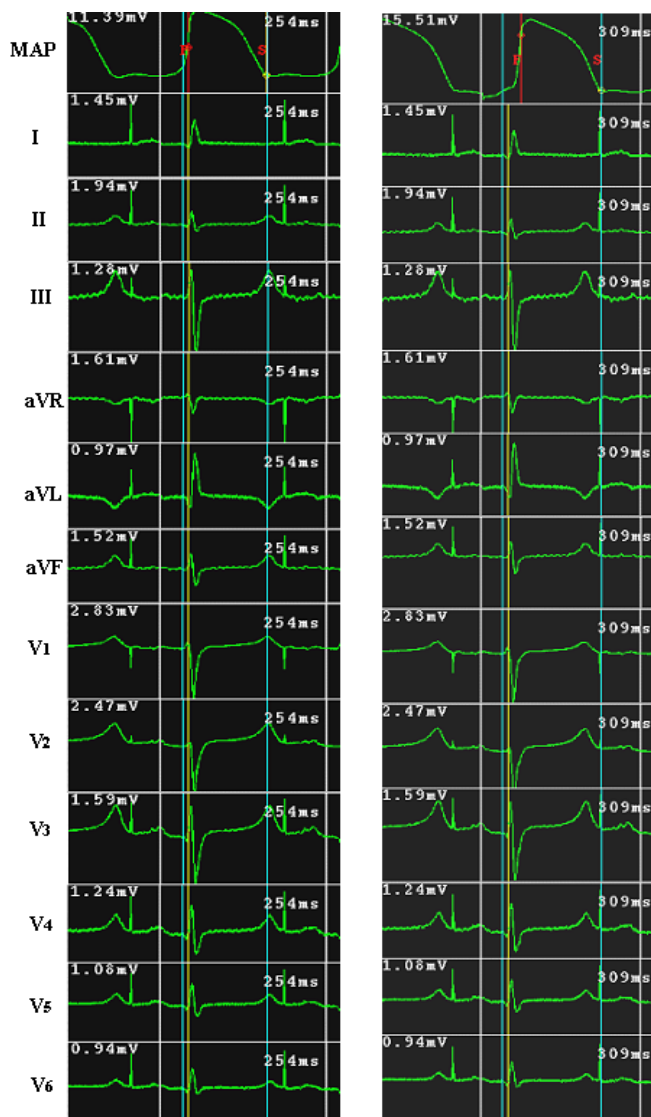 MAP 11.39mV 254ms 15.51mV 309ms
S S
I 1.45mV 254ms 1.45mV 309ms
II 1.94mV 254ms 1.94mV 309ms
III 1.28mV 254ms 1.28mV 309ms
aVR 1.61mV 254ms 1.61mV 309ms
aVL 0.97mV 254ms 0.97mV 309ms
aVF 1.52mV 254ms 1.52mV 309ms
V1 2.83mV 254ms 2.83mV 309ms
V2 2.47mV 254ms 2.47mV 309ms
V3 1.59mV 254ms 1.59mV 309ms
V4 1.24mV 254ms 1.24mV 309ms
V5 1.08mV 254ms 1.08mV 309ms
V6 0.94mV 254ms 0.94mV 309ms